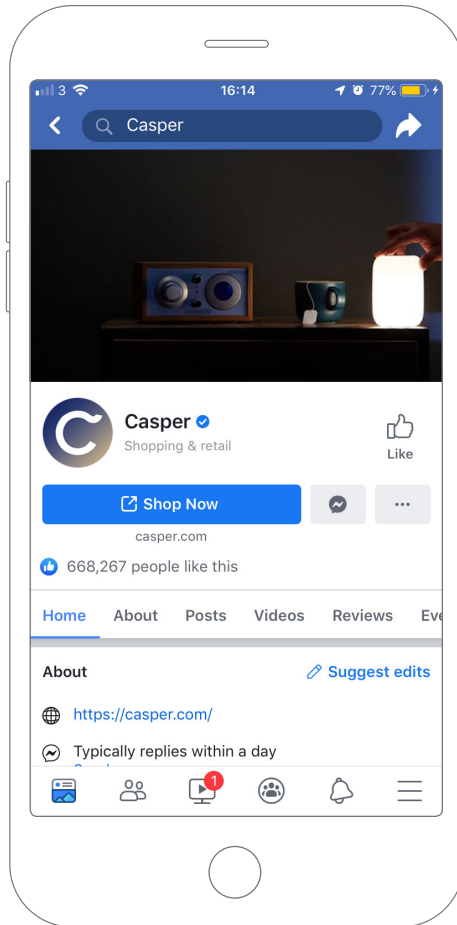 3 16:14 77%
Casper
Casper
Shopping & retail
Like
Shop Now
casper.com
668,267 people like this
Home About Posts Videos Reviews Eve
About Suggest edits
https://casper.com/
Typically replies within a day
1